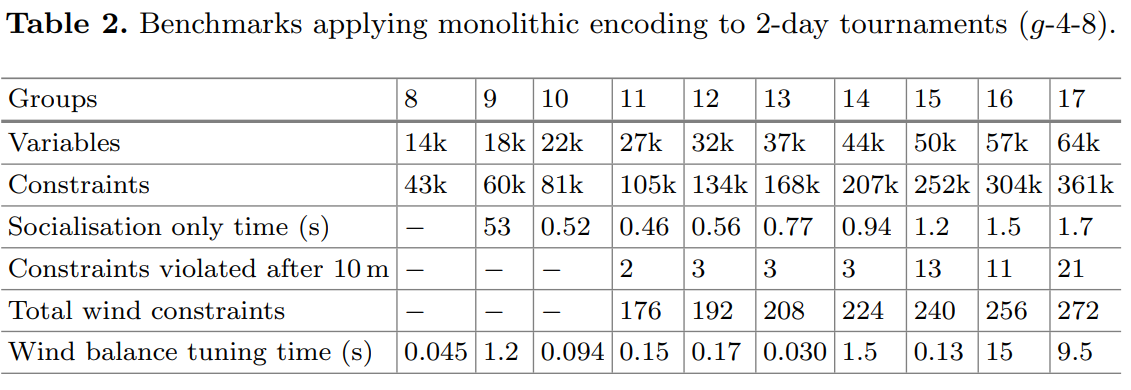 Table 2. Benchmarks applying monolithic encoding to 2-day tournaments (g-4-8).
Groups 8 9 10 11 12 13 14 15 16 17
Variables 14k 18k 22k 27k 32k 37k 44k 50k 57k 64k
Constraints 43k 60k 81k 105k 134k 168k 207k 252k 304k 361k
Socialisation only time (s) – 53 0.52 0.46 0.56 0.77 0.94 1.2 1.5 1.7
Constraints violated after 10 m – – – 2 3 3 3 13 11 21
Total wind constraints – – – 176 192 208 224 240 256 272
Wind balance tuning time (s) 0.045 1.2 0.094 0.15 0.17 0.030 1.5 0.13 15 9.5